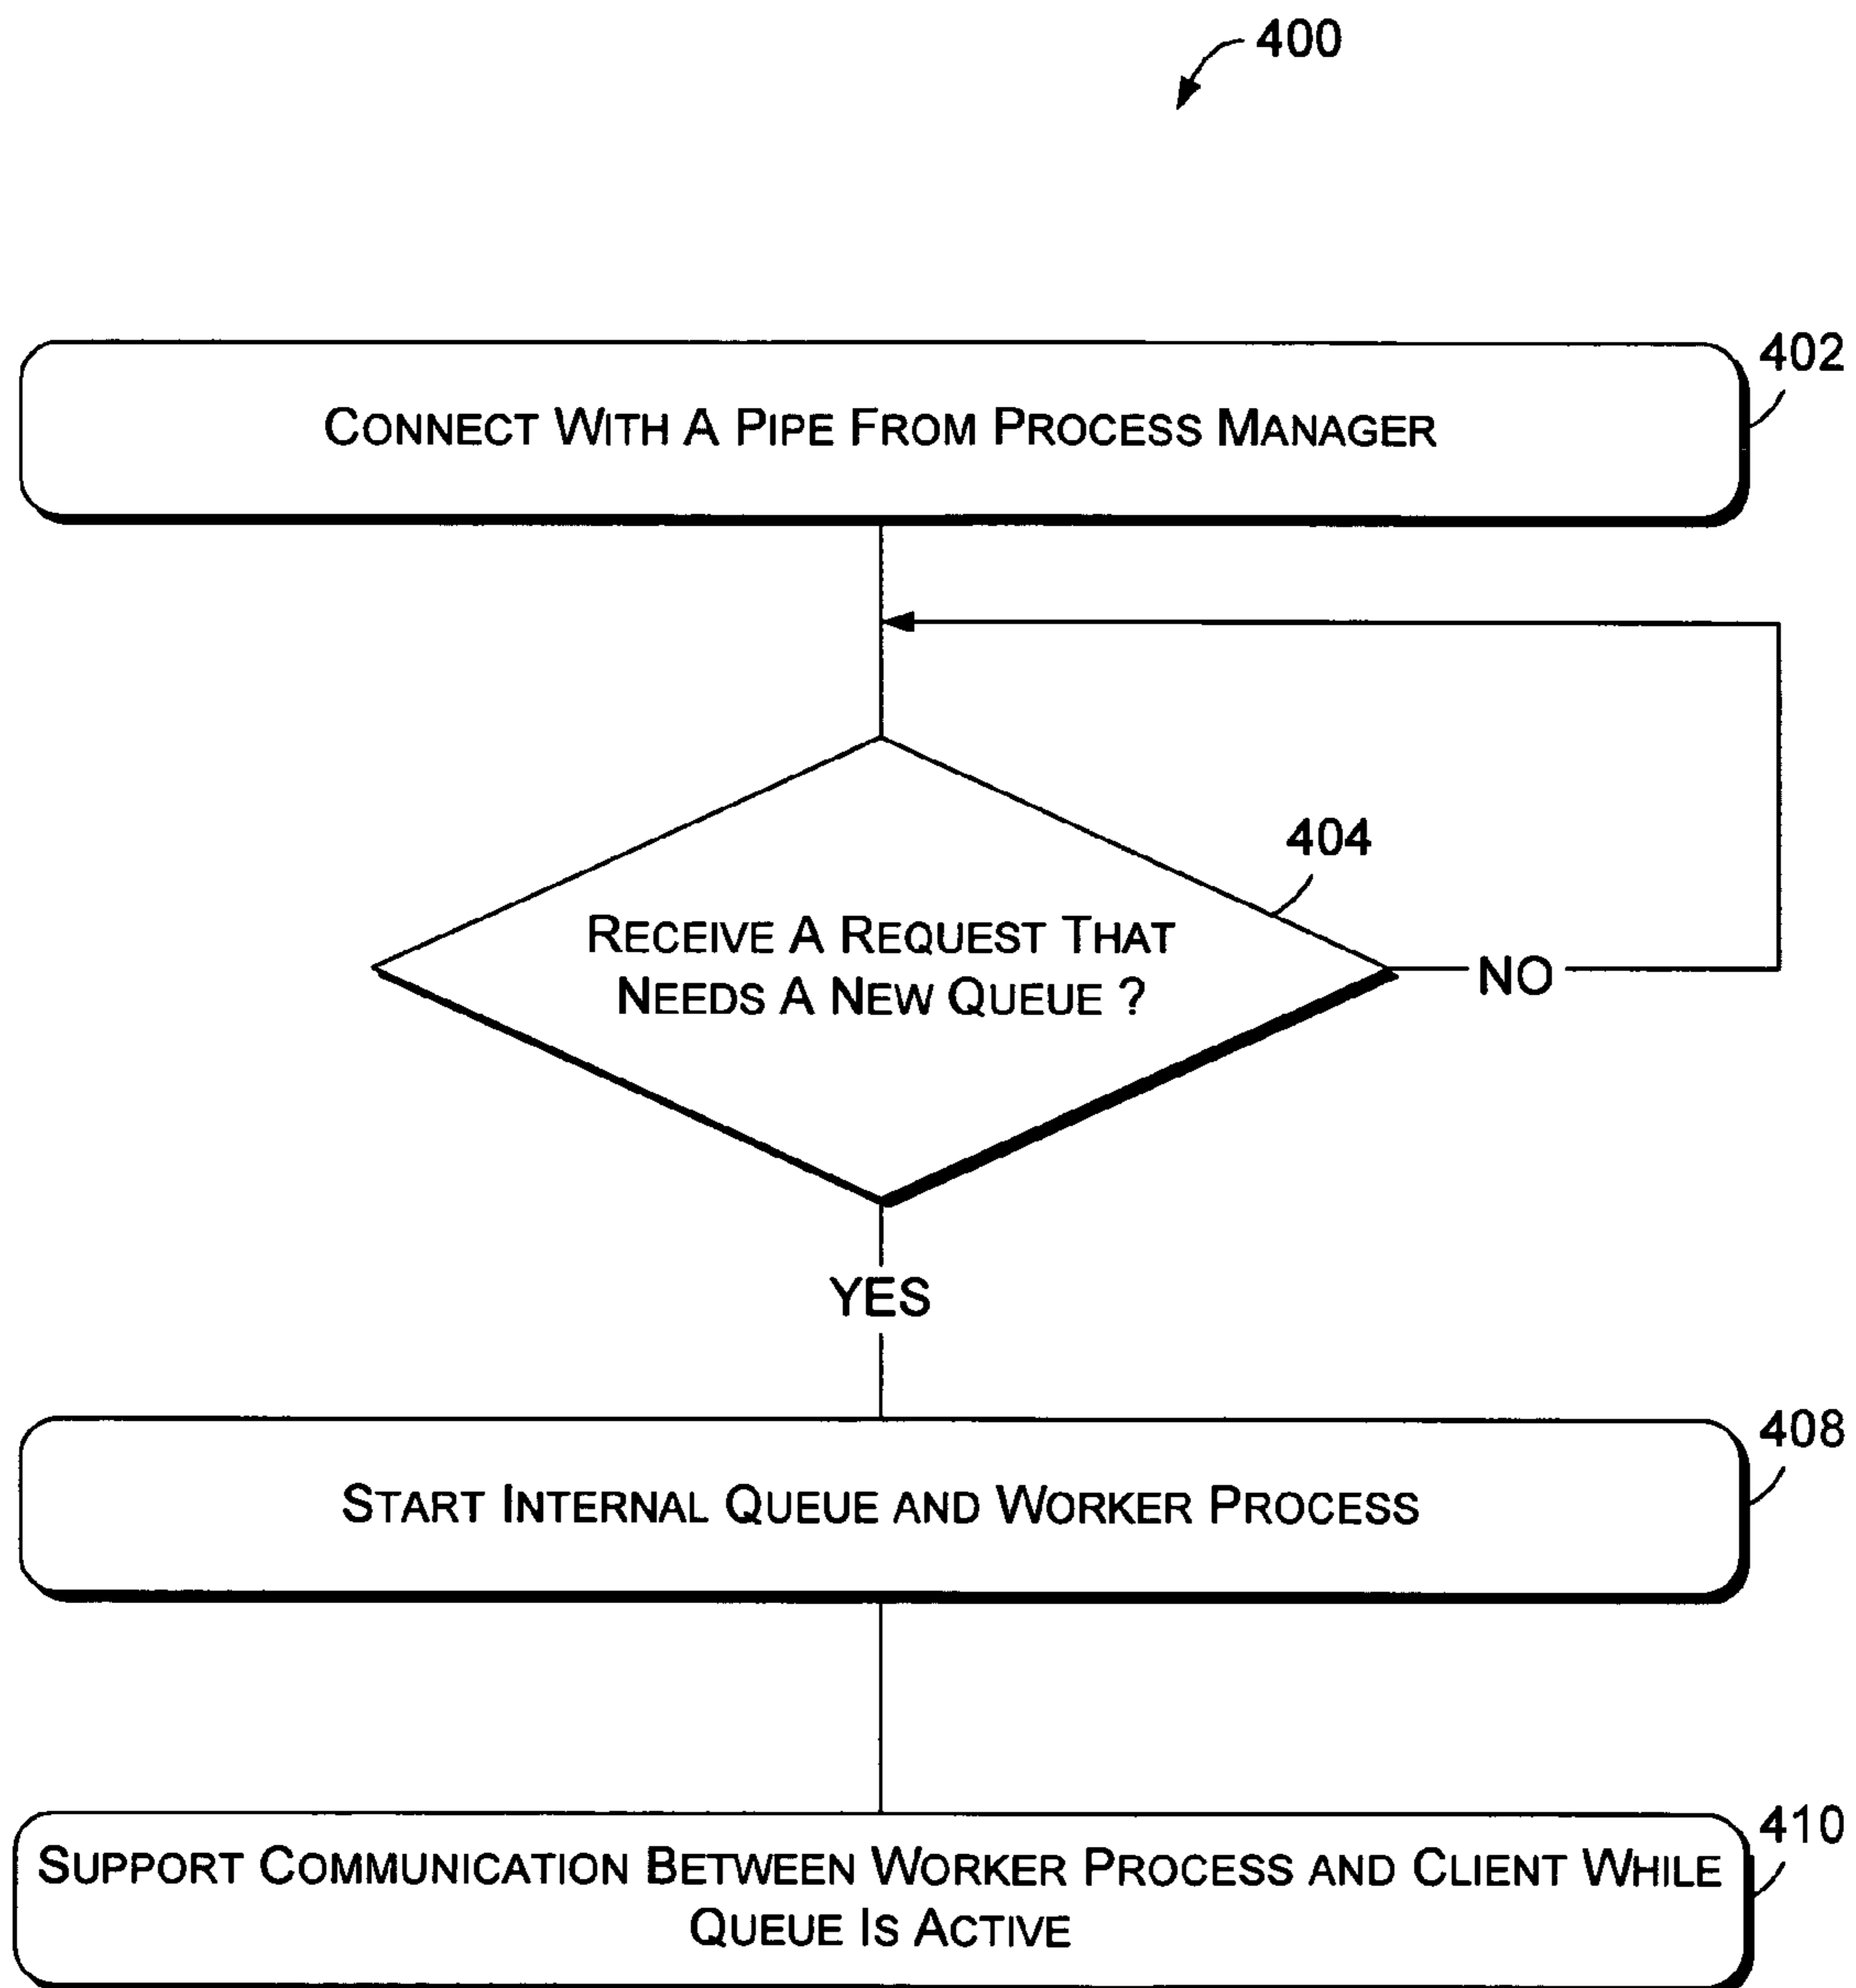 400
402
CONNECT WITH A PIPE FROM PROCESS MANAGER
404
RECEIVE A REQUEST THAT
NEEDS A NEW QUEUE ?
NO
YES
408
START INTERNAL QUEUE AND WORKER PROCESS
410
SUPPORT COMMUNICATION BETWEEN WORKER PROCESS AND CLIENT WHILE
QUEUE IS ACTIVE